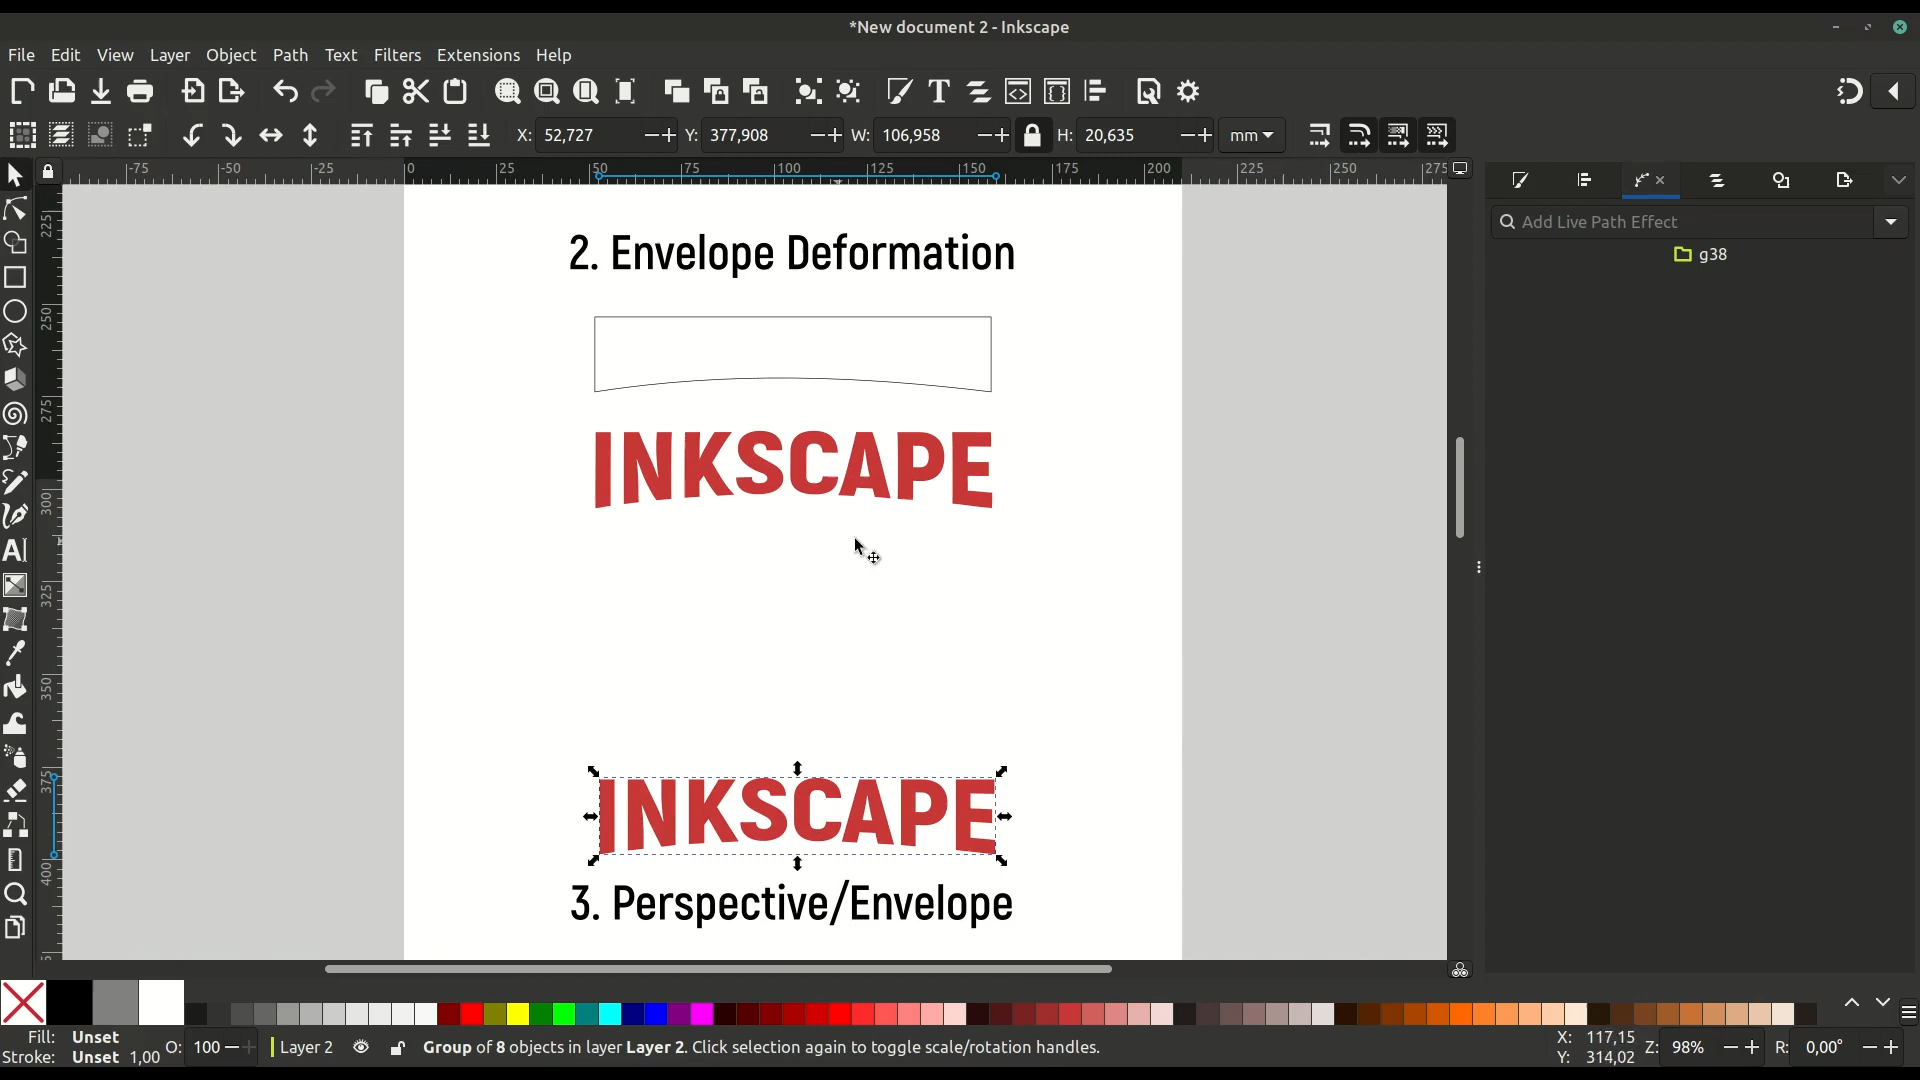 *New document 2 - Inkscape
File Edit View Layer Object Path Text Filters Extensions Help
X: 52,727 Y: 377,908 W: 106,958 H: 20,635 mm
-75 -50 -25 0 25 50 75 100 125 150 175 200 225 250 275
225
250
275
300
325
350
375
400
Add Live Path Effect
g38
2. Envelope Deformation
INKSCAPE
INKSCAPE
3. Perspective/Envelope
Fill: Unset
Stroke: Unset 1,00
O: 100
Layer 2
Group of 8 objects in layer Layer 2. Click selection again to toggle scale/rotation handles.
X: 117,15
Y: 314,02
Z: 98%
R: 0,00°